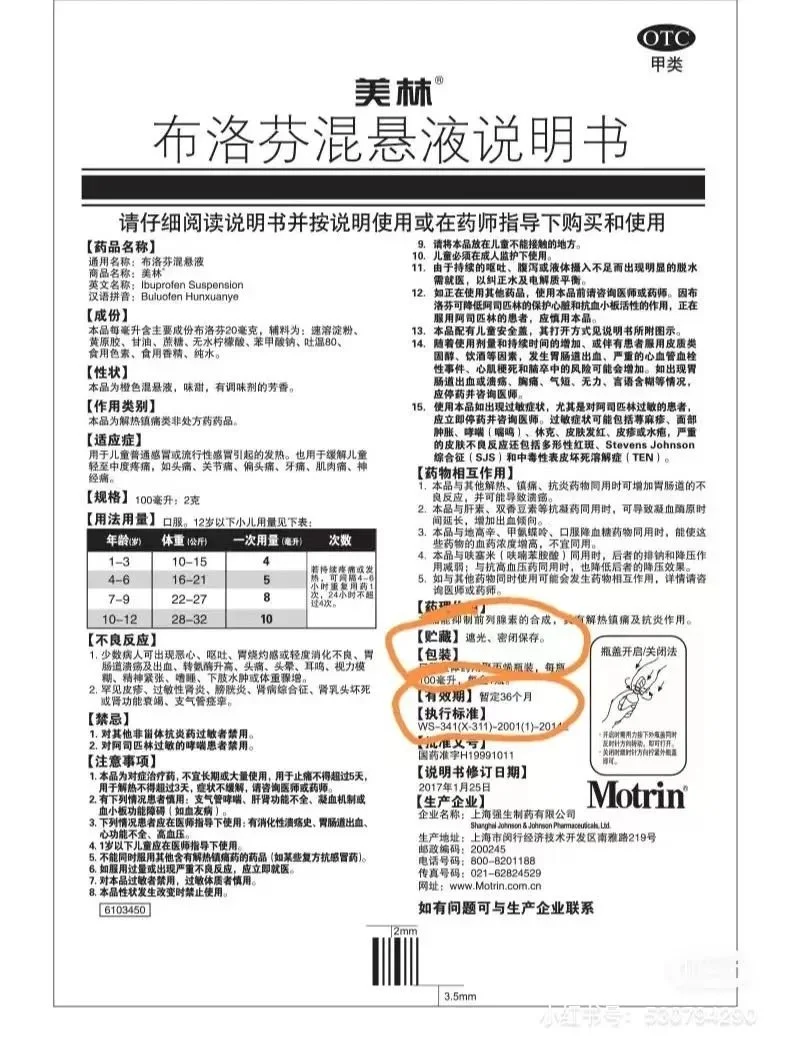 OTC
甲类
美林®
布洛芬混悬液说明书
请仔细阅读说明书并按说明使用或在药师指导下购买和使用
【药品名称】
通用名称：布洛芬混悬液
商品名称：美林®
英文名称：Ibuprofen Suspension
汉语拼音：Buluofen Hunxuanye
【成份】
本品每毫升含主要成份布洛芬20毫克，辅料为：速溶淀粉、
黄原胶、甘油、蔗糖、无水柠檬酸、苯甲酸钠、吐温80、
食用色素、食用香精、纯水。
【性状】
本品为橙色混悬液，味甜，有调味剂的芳香。
【作用类别】
本品为解热镇痛类非处方药药品。
【适应症】
用于儿童普通感冒或流行性感冒引起的发热。也用于缓解儿童
轻至中度疼痛，如头痛、关节痛、偏头痛、牙痛、肌肉痛、神
经痛。
【规格】 100毫升：2克
【用法用量】 口服。12岁以下小儿用量见下表：
年龄(岁) 体重(公斤) 一次用量(毫升) 次数
1-3 10-15 4
4-6 16-21 5
7-9 22-27 8
10-12 28-32 10
若持续疼痛或发
热，可间隔4-6
小时重复用药1
次，24小时不超
过4次。
【不良反应】
1. 少数病人可出现恶心、呕吐、胃烧灼感或轻度消化不良、胃
肠道溃疡及出血、转氨酶升高、头痛、头晕、耳鸣、视力模
糊、精神紧张、嗜睡、下肢水肿或体重骤增。
2. 罕见皮疹、过敏性肾炎、膀胱炎、肾病综合征、肾乳头坏死
或肾功能衰竭、支气管痉挛。
【禁忌】
1. 对其他非甾体抗炎药过敏者禁用。
2. 对阿司匹林过敏的哮喘患者禁用。
【注意事项】
1. 本品为对症治疗药，不宜长期或大量使用，用于止痛不得超过5天，
用于解热不得超过3天，症状不缓解，请咨询医师或药师。
2. 有下列情况患者慎用：支气管哮喘、肝肾功能不全、凝血机制或
血小板功能障碍（如血友病）。
3. 下列情况患者应在医师指导下使用：有消化性溃疡史、胃肠道出血、
心功能不全、高血压。
4. 1岁以下儿童应在医师指导下使用。
5. 不能同时服用其他含有解热镇痛药的药品（如某些复方抗感冒药）。
6. 如服用过量或出现严重不良反应，应立即就医。
7. 对本品过敏者禁用，过敏体质者慎用。
8. 本品性状发生改变时禁止使用。
6103450
9. 请将本品放在儿童不能接触的地方。
10. 儿童必须在成人监护下使用。
11. 由于持续的呕吐、腹泻或液体摄入不足而出现明显的脱水
需就医，以纠正水及电解质平衡。
12. 如正在使用其他药品，使用本品前请咨询医师或药师。因布
洛芬可降低阿司匹林的保护心脏和抗血小板活性的作用，正在
服用阿司匹林的患者，应慎用本品。
13. 本品配有儿童安全盖，其打开方式见说明书所附图示。
14. 随着使用剂量和持续时间的增加、或伴有患者服用皮质类
固醇、饮酒等因素，发生胃肠道出血、严重的心血管血栓
性事件、心肌梗死和脑卒中的风险可能会增加。如出现胃
肠道出血或溃疡、胸痛、气短、无力、言语含糊等情况，
应停药并咨询医师。
15. 使用本品如出现过敏症状，尤其是对阿司匹林过敏的患者，
应立即停药并咨询医师。过敏症状可能包括荨麻疹、面部
肿胀、哮喘（喘鸣）、休克、皮肤发红、皮疹或水疱，严重
的皮肤不良反应还包括多形性红斑、Stevens Johnson
综合征（SJS）和中毒性表皮坏死溶解症（TEN）。
【药物相互作用】
1. 本品与其他解热、镇痛、抗炎药物同用时可增加胃肠道的不
良反应，并可能导致溃疡。
2. 本品与肝素、双香豆素等抗凝药同用时，可导致凝血酶原时
间延长，增加出血倾向。
3. 本品与地高辛、甲氨蝶呤、口服降血糖药物同用时，能使这
些药物的血药浓度增高，不宜同用。
4. 本品与呋塞米（呋喃苯胺酸）同用时，后者的排钠和降压作
用减弱；与抗高血压药同用时，也降低后者的降压效果。
5. 如与其他药物同时使用可能会发生药物相互作用，详情请咨
询医师或药师。
【药理作用】
能抑制前列腺素的合成，具有解热镇痛及抗炎作用。
【贮藏】 遮光、密闭保存。
【包装】
瓶装，每瓶
100毫升，每盒1瓶。
【有效期】 暂定36个月
【执行标准】
WS-341(X-311)-2001(1)-2014
【批准文号】
国药准字H19991011
【说明书修订日期】
2017年1月25日
【生产企业】
企业名称：上海强生制药有限公司
Shanghai Johnson & Johnson Pharmaceuticals, Ltd.
生产地址：上海市闵行经济技术开发区南雅路219号
邮政编码：200245
电话号码：800-8201188
传真号码：021-62824529
网址：www.Motrin.com.cn
如有问题可与生产企业联系
瓶盖开启/关闭法
·开启时需用力按下外瓶盖同时
反时针方向转动，即可打开。
·关闭时顺时针方向拧紧外瓶盖
即可。
Motrin®
2mm
3.5mm
小红书号：530794290